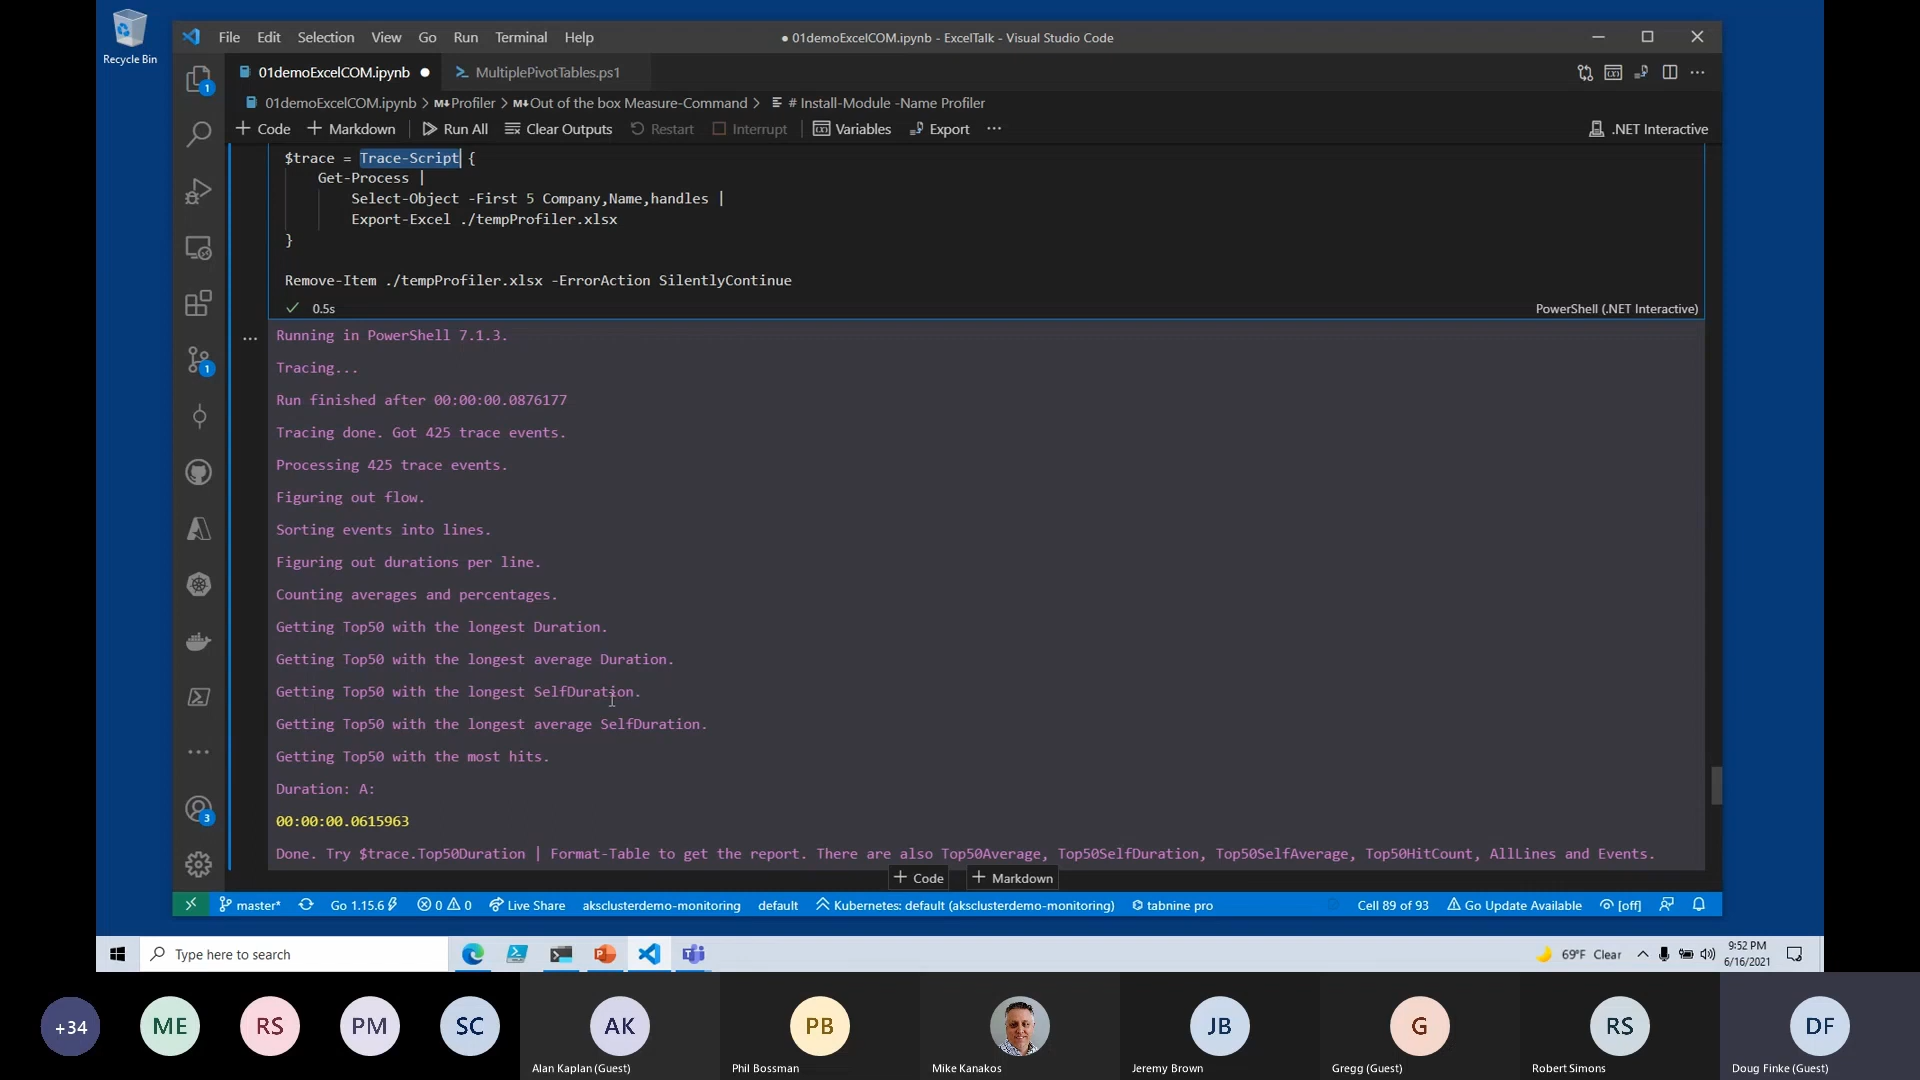 Recycle Bin
File Edit Selection View Go Run Terminal Help
● 01demoExcelCOM.ipynb - ExcelTalk - Visual Studio Code
01demoExcelCOM.ipynb ●
MultiplePivotTables.ps1
01demoExcelCOM.ipynb > M↓Profiler > M↓Out of the box Measure-Command > # Install-Module -Name Profiler
+ Code + Markdown Run All Clear Outputs Restart Interrupt Variables Export ... .NET Interactive
$trace = Trace-Script {
Get-Process |
Select-Object -First 5 Company,Name,handles |
Export-Excel ./tempProfiler.xlsx
}
Remove-Item ./tempProfiler.xlsx -ErrorAction SilentlyContinue
✓ 0.5s
PowerShell (.NET Interactive)
Running in PowerShell 7.1.3.
Tracing...
Run finished after 00:00:00.0876177
Tracing done. Got 425 trace events.
Processing 425 trace events.
Figuring out flow.
Sorting events into lines.
Figuring out durations per line.
Counting averages and percentages.
Getting Top50 with the longest Duration.
Getting Top50 with the longest average Duration.
Getting Top50 with the longest SelfDuration.
Getting Top50 with the longest average SelfDuration.
Getting Top50 with the most hits.
Duration: A:
00:00:00.0615963
Done. Try $trace.Top50Duration | Format-Table to get the report. There are also Top50Average, Top50SelfDuration, Top50SelfAverage, Top50HitCount, AllLines and Events.
+ Code + Markdown
1
1
3
master* Go 1.15.6 0 0 Live Share aksclusterdemo-monitoring default Kubernetes: default (aksclusterdemo-monitoring) tabnine pro Cell 89 of 93 Go Update Available [off]
Type here to search
69°F Clear
9:52 PM
6/16/2021
+34 ME RS PM SC AK PB JB G RS DF
Alan Kaplan (Guest) Phil Bossman Mike Kanakos Jeremy Brown Gregg (Guest) Robert Simons Doug Finke (Guest)